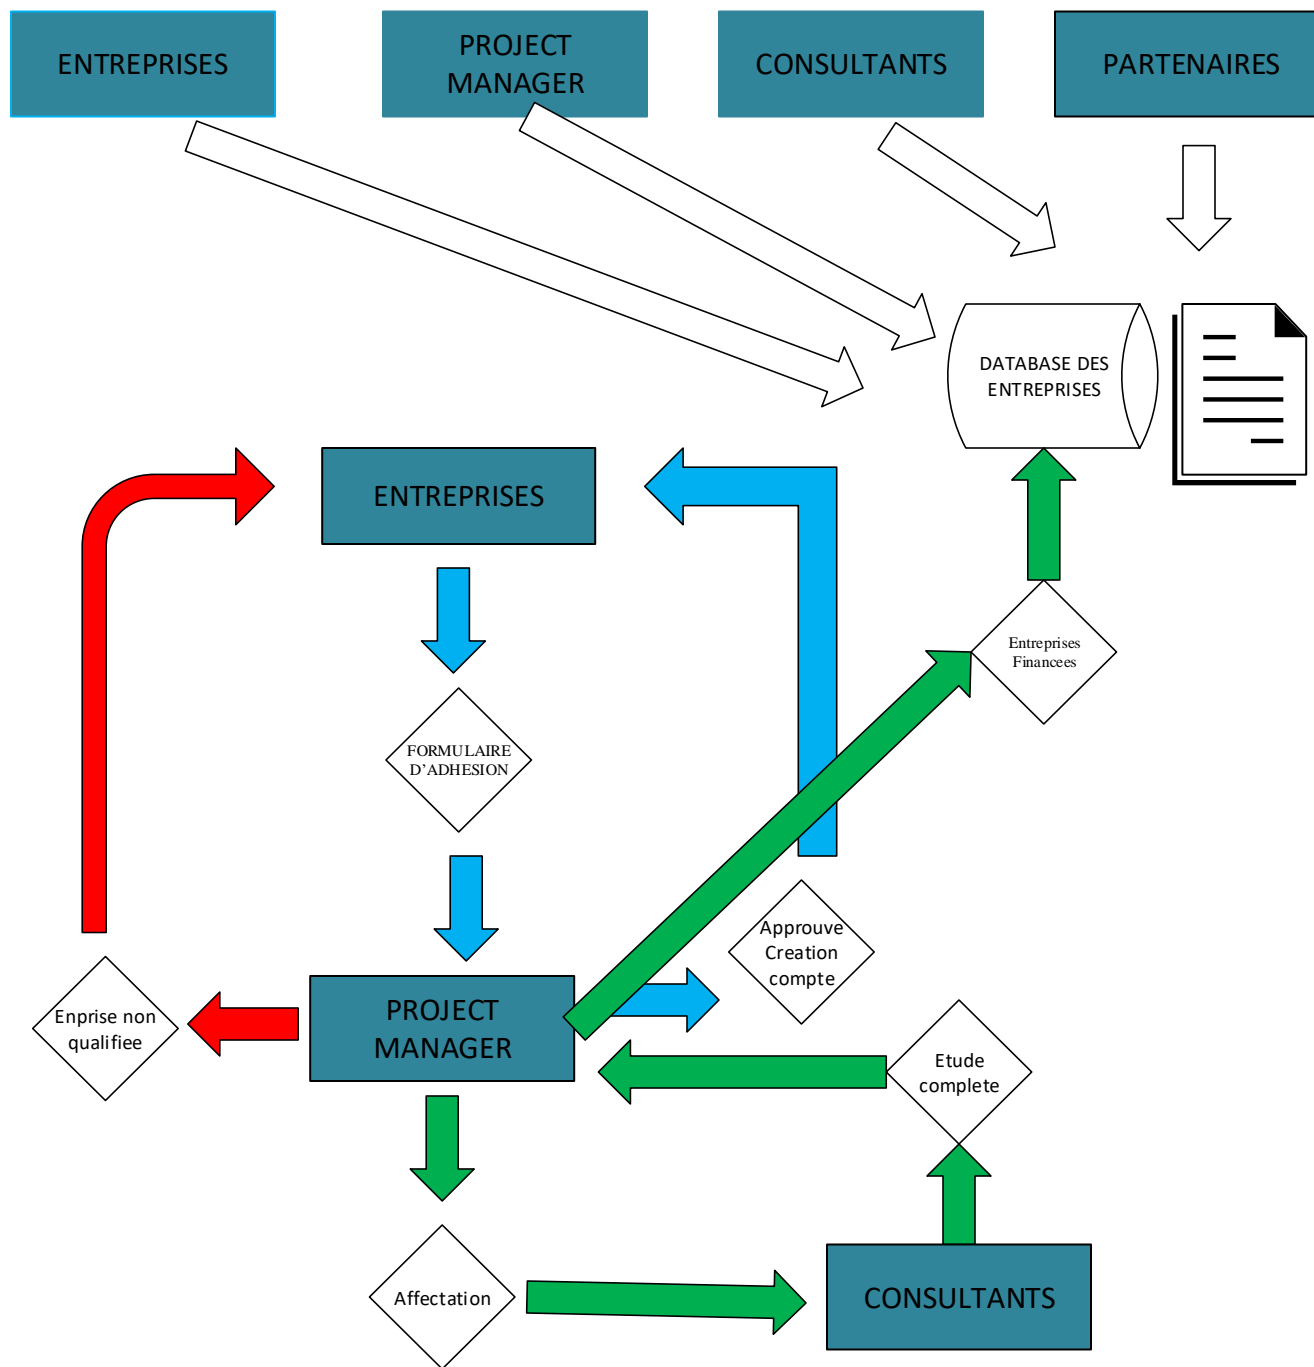 ENTREPRISES
PROJECT
MANAGER
CONSULTANTS
PARTENAIRES
DATABASE DES
ENTREPRISES
ENTREPRISES
Entreprises
Financees
FORMULAIRE
D’ADHESION
Approuve
Creation
compte
PROJECT
MANAGER
Enprise non
qualifiee
Etude
complete
Affectation
CONSULTANTS